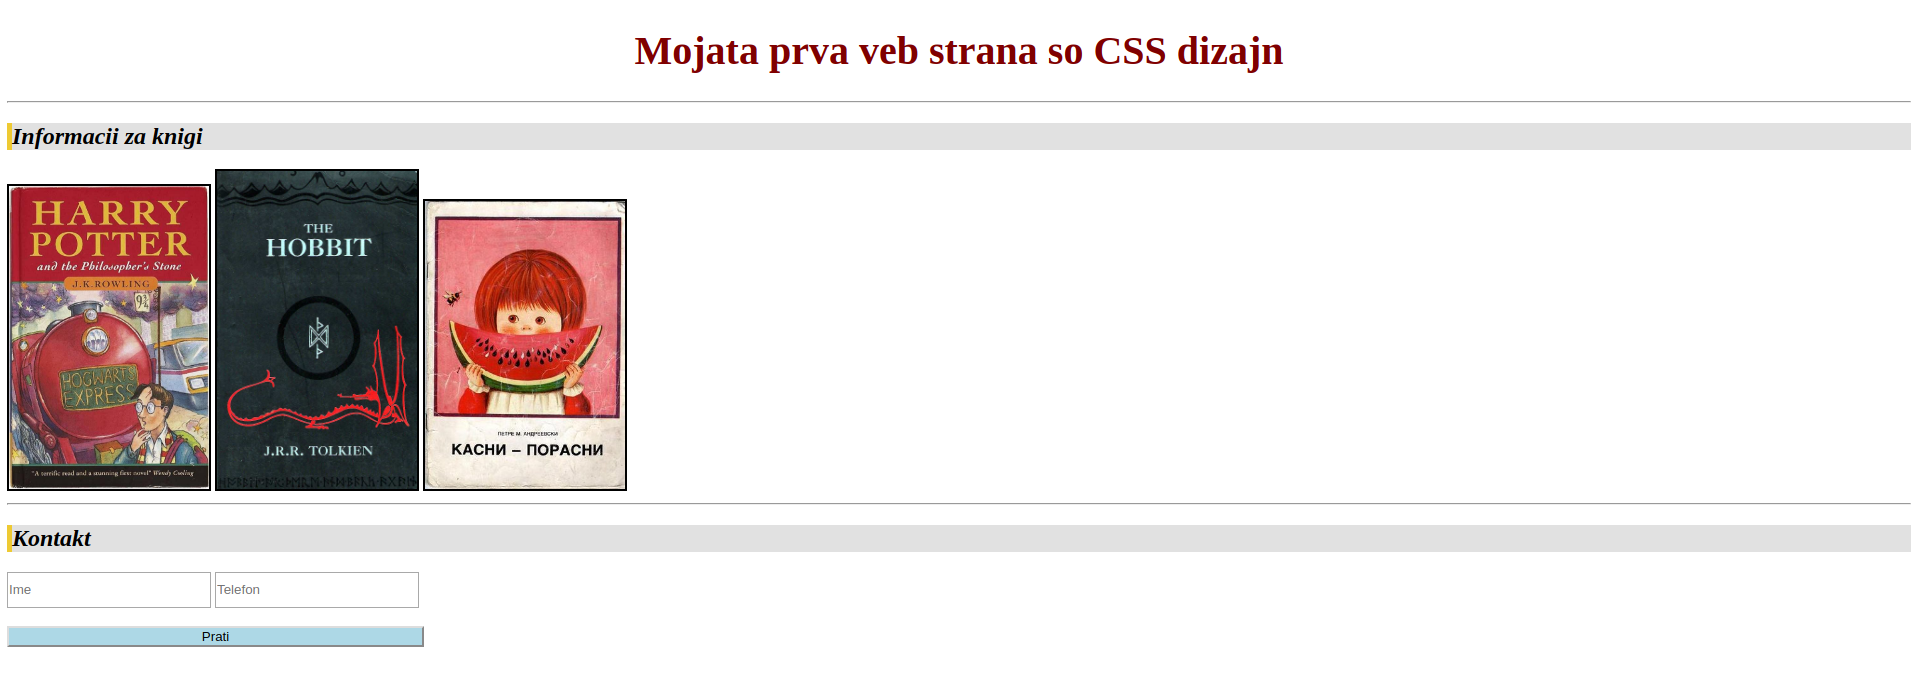 Mojata prva veb strana so CSS dizajn
Informacii za knigi
HARRY
POTTER
and the Philosopher's Stone
J.K.ROWLING
9¾
HOGWARTS
EXPRESS
"A terrific read and a stunning first novel" Wendy Cooling
THE
HOBBIT
J.R.R. TOLKIEN
ПЕТРЕ М. АНДРЕЕВСКИ
КАСНИ – ПОРАСНИ
Kontakt
Ime
Telefon
Prati